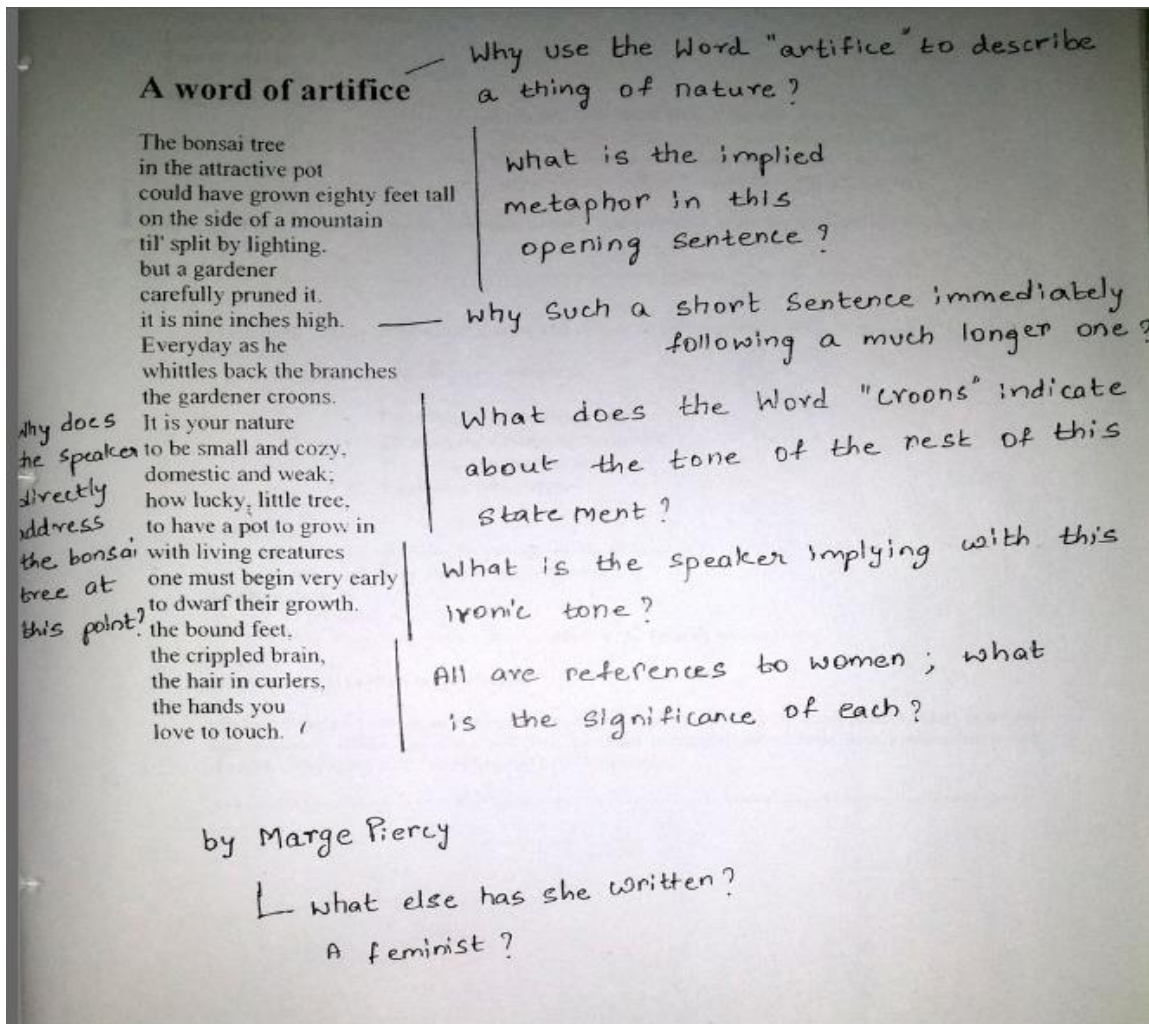 Why use the Word "artifice" to describe
a thing of nature?
A word of artifice
The bonsai tree
in the attractive pot
could have grown eighty feet tall
on the side of a mountain
til' split by lighting.
but a gardener
carefully pruned it.
it is nine inches high.
Everyday as he
whittles back the branches
the gardener croons.
It is your nature
to be small and cozy,
domestic and weak;
how lucky, little tree,
to have a pot to grow in
with living creatures
one must begin very early
to dwarf their growth.
the bound feet,
the crippled brain,
the hair in curlers,
the hands you
love to touch.
what is the implied
metaphor in this
opening sentence?
why such a short sentence immediately
following a much longer one?
What does the Word "croons" indicate
about the tone of the rest of this
state ment?
What is the speaker implying with this
ironic tone?
All are references to women; what
is the significance of each?
why does
the speaker
directly
address
the bonsai
tree at
this point?
by Marge Piercy
what else has she written?
A feminist?